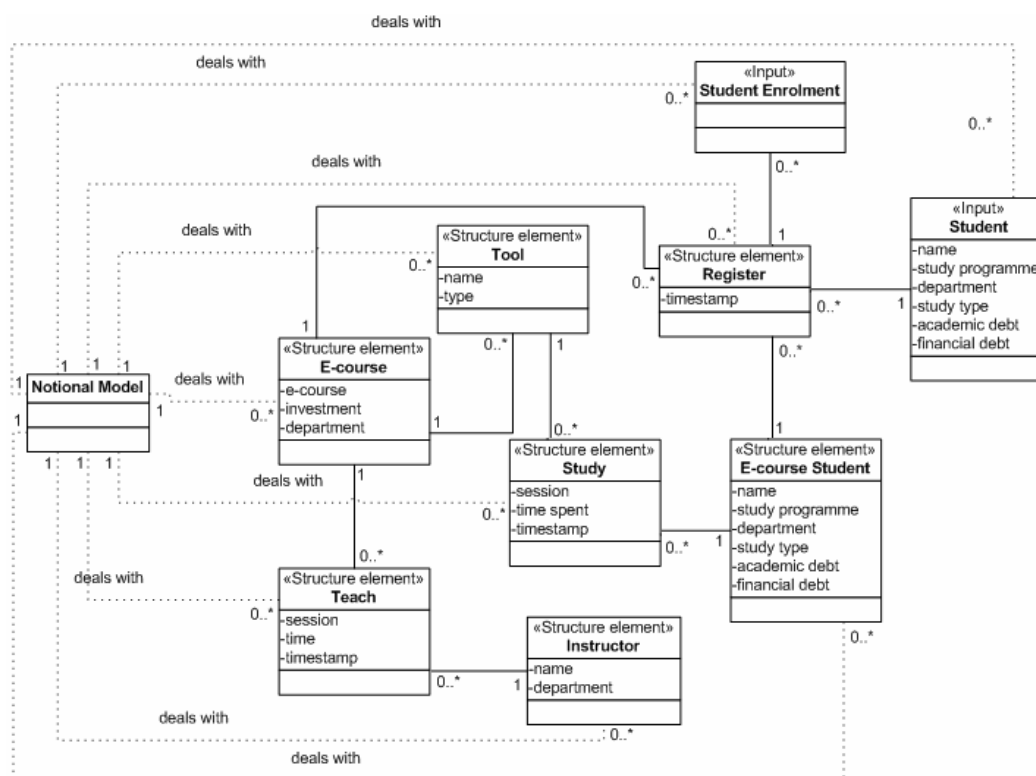 deals with
deals with
«Input»
Student Enrolment
0..*
0..*
0..*
deals with
«Input»
Student
-name
-study programme
-department
-study type
-academic debt
-financial debt
deals with
«Structure element»
Tool
-name
-type
0..*
0..*
1
«Structure element»
Register
-timestamp
0..*
0..*
1
0..*
1
0..*
1
1
«Structure element»
E-course
-e-course
-investment
-department
0..*
1
1
1
1
1
Notional Model
deals with
1
0..*
1
1
1
1
1
0..*
1
«Structure element»
Study
-session
-time spent
-timestamp
«Structure element»
E-course Student
-name
-study programme
-department
-study type
-academic debt
-financial debt
deals with
1
0..*
0..*
1
0..*
deals with
«Structure element»
Teach
-session
-time
-timestamp
0..*
«Structure element»
Instructor
-name
-department
0..*
0..*
1
deals with
0..*
deals with